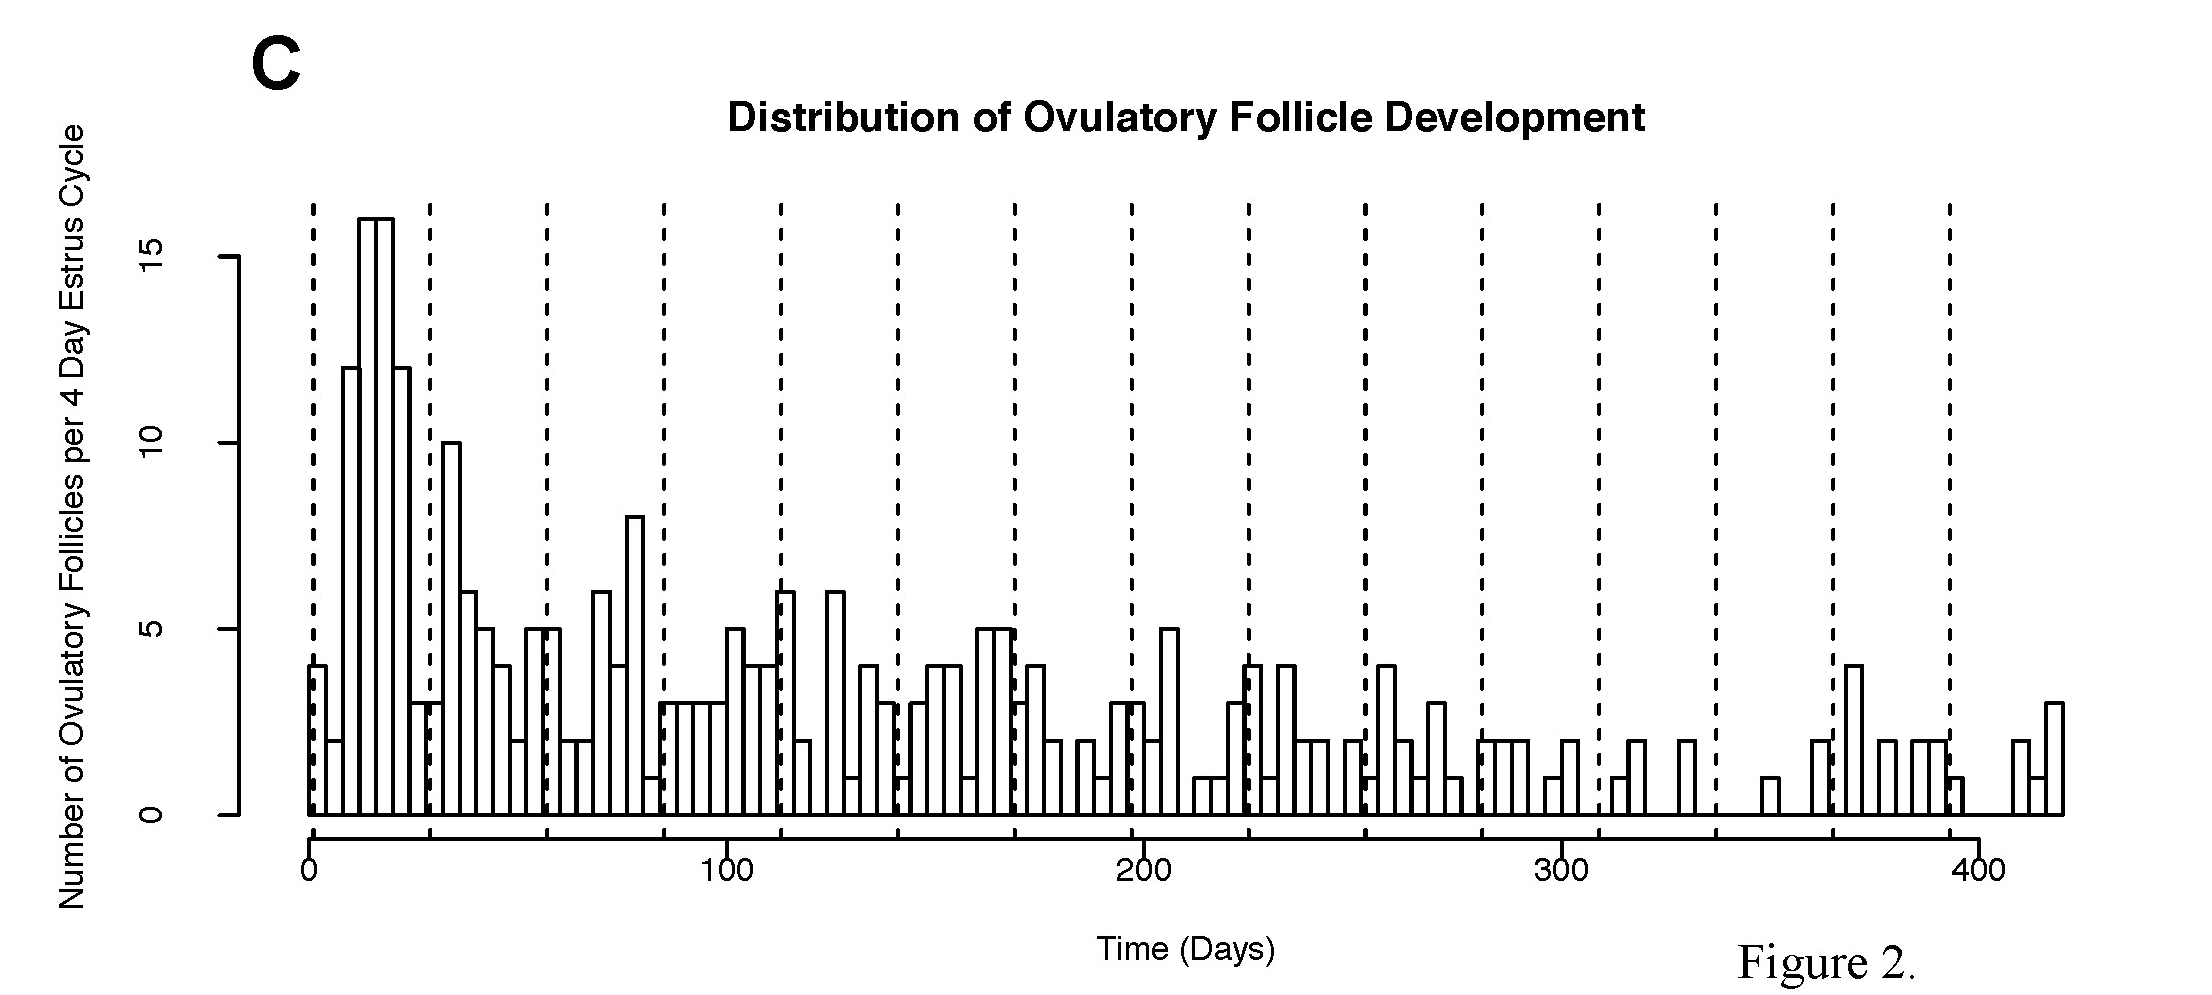 C
Distribution of Ovulatory Follicle Development
Number of Ovulatory Follicles per 4 Day Estrus Cycle
15
10
5
0
0 100 200 300 400
Time (Days)
Figure 2.